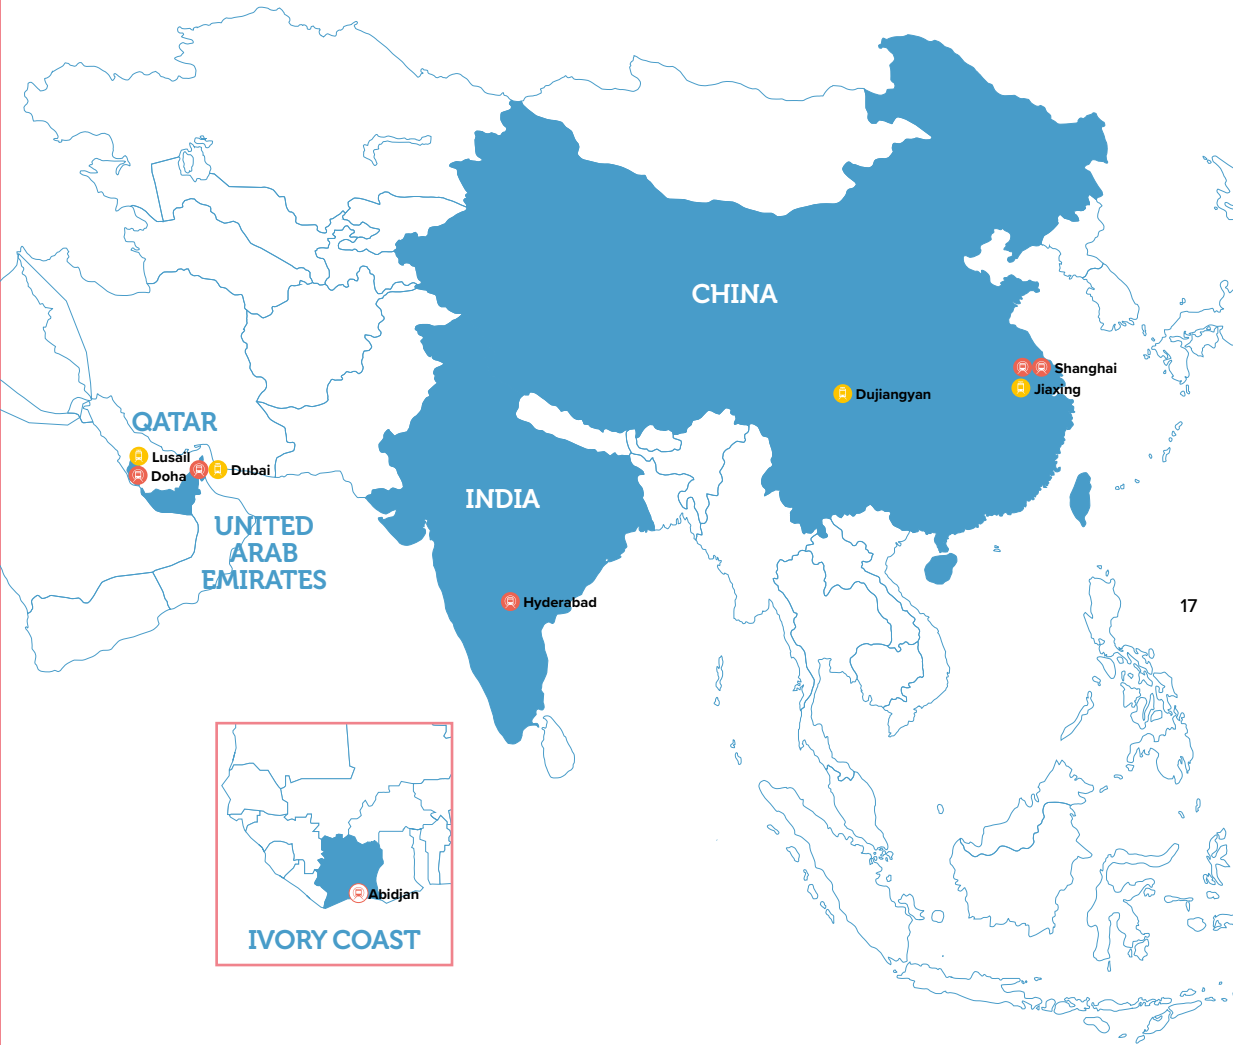 CHINA
Shanghai
Jiaxing
Dujiangyan
QATAR
Lusail
Doha
Dubai
INDIA
UNITED
ARAB
EMIRATES
Hyderabad
17
Abidjan
IVORY COAST